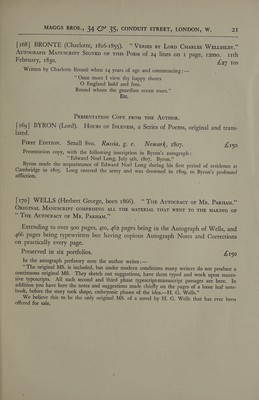 MAGGS BROS., 34 & 35, CONDUIT STREET, LONDON, W. 21
[168] BRONTE (Charlotte, 1816-1855). "VERSES BY LORD CHARLES WELLESLEY."
AUTOGRAPH MANUSCRIPT SIGNED OF THIS POEM of 24 lines on 1 page, 12mo. 11th
February, 1830. £27 10s
Written by Charlotte Brontë when 14 years of age and commencing:—
"Once more I view thy happy shores
O England bold and free,
Round whom the guardian ocean roars."
Etc.
PRESENTATION COPY FROM THE AUTHOR.
[169] BYRON (Lord). HOURS OF IDLENESS, a Series of Poems, original and trans-
lated.
FIRST EDITION. Small 8vo. Russia, g. e. Newark, 1807. £150
Presentation copy, with the following inscription in Byron's autograph:
"Edward Noel Long, July 5th, 1807. Byron."
Byron made the acquaintance of Edward Noel Long during his first period of residence at
Cambridge in 1805. Long entered the army and was drowned in 1809, to Byron's profound
affliction.
[170] WELLS (Herbert George, born 1866). "THE AUTOCRACY OF MR. PARHAM."
ORIGINAL MANUSCRIPT COMPRISING ALL THE MATERIAL THAT WENT TO THE MAKING OF
"THE AUTOCRACY OF MR. PARHAM."
Extending to over 900 pages, 4to, 462 pages being in the Autograph of Wells, and
466 pages being typewritten but having copious Autograph Notes and Corrections
on practically every page.
Preserved in six portfolios. £150
In the autograph prefatory note the author writes:—
"The original MS. is included, but under modern conditions many writers do not produce a
continuous original MS. They sketch out suggestions, have them typed and work upon succes-
sive typoscripts. All such second and third phase typoscript-manuscript passages are here. In
addition you have here the notes and suggestions made chiefly on the pages of a loose leaf note-
book, before the story took shape, embryonic phases of the idea.—H. G. Wells."
We believe this to be the only original MS. of a novel by H. G. Wells that has ever been
offered for sale.